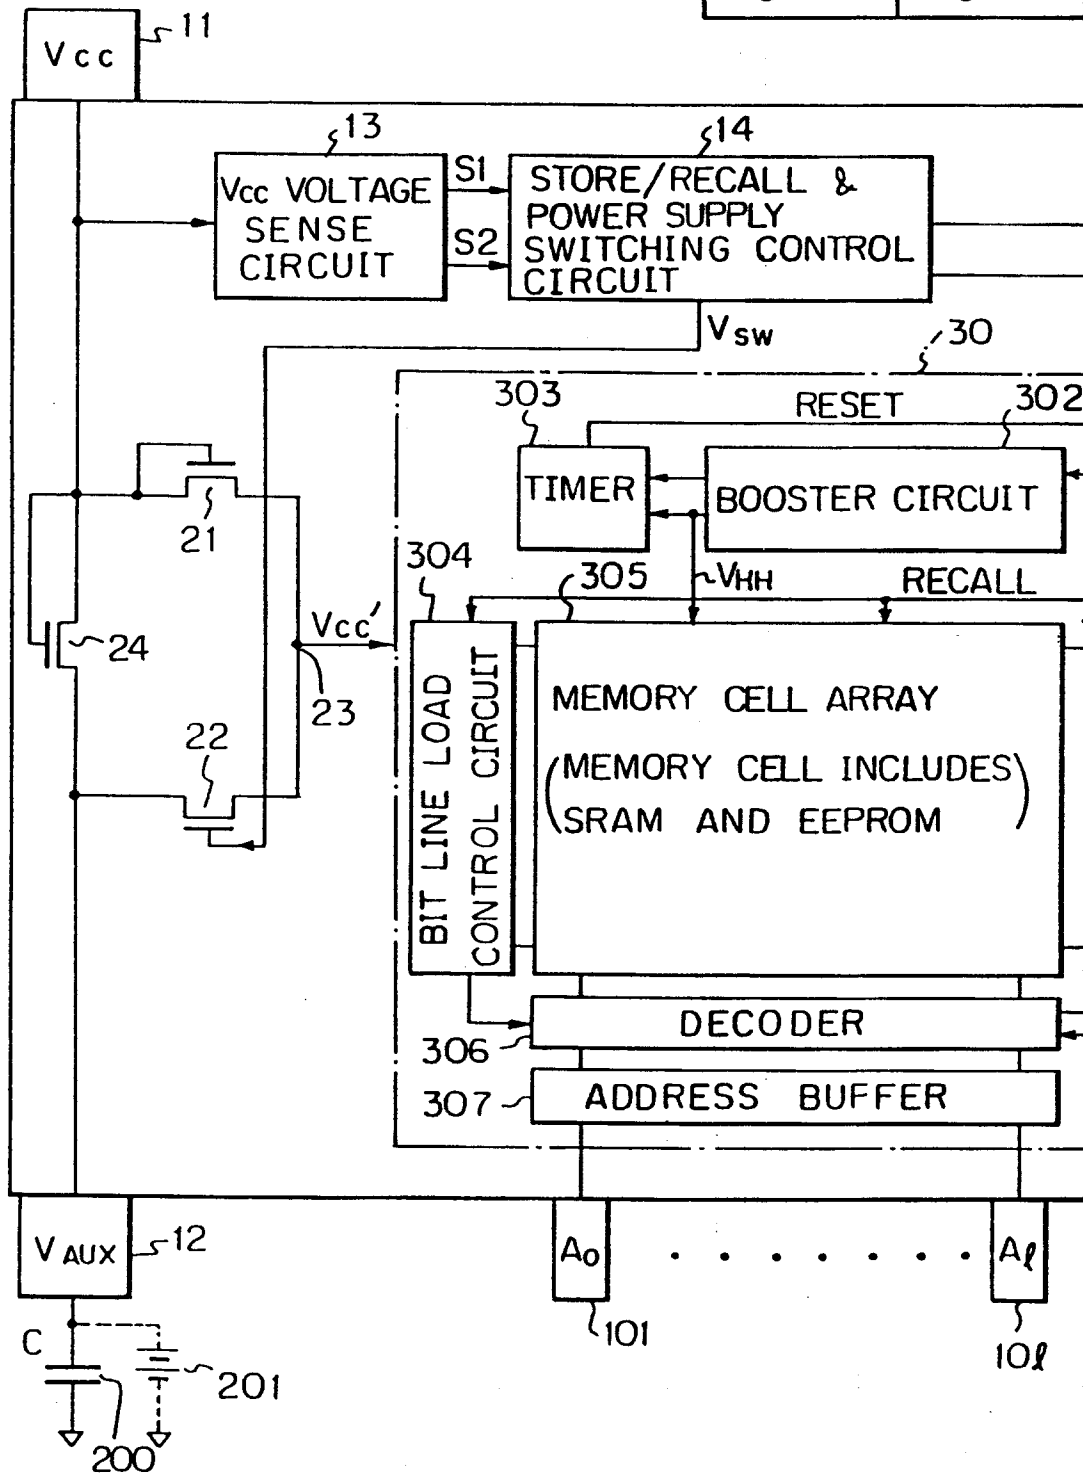 11
Vcc
13
14
Vcc VOLTAGE
SENSE
CIRCUIT
S1
S2
STORE/RECALL &
POWER SUPPLY
SWITCHING CONTROL
CIRCUIT
VSW
30
303
RESET
302
TIMER
BOOSTER CIRCUIT
21
304
305
VHH
RECALL
24
Vcc'
23
22
BIT LINE LOAD
CONTROL CIRCUIT
MEMORY CELL ARRAY
(MEMORY CELL INCLUDES
SRAM AND EEPROM)
306
DECODER
307
ADDRESS BUFFER
VAUX
12
A0
. . . . . . .
Aℓ
101
10ℓ
C
201
200